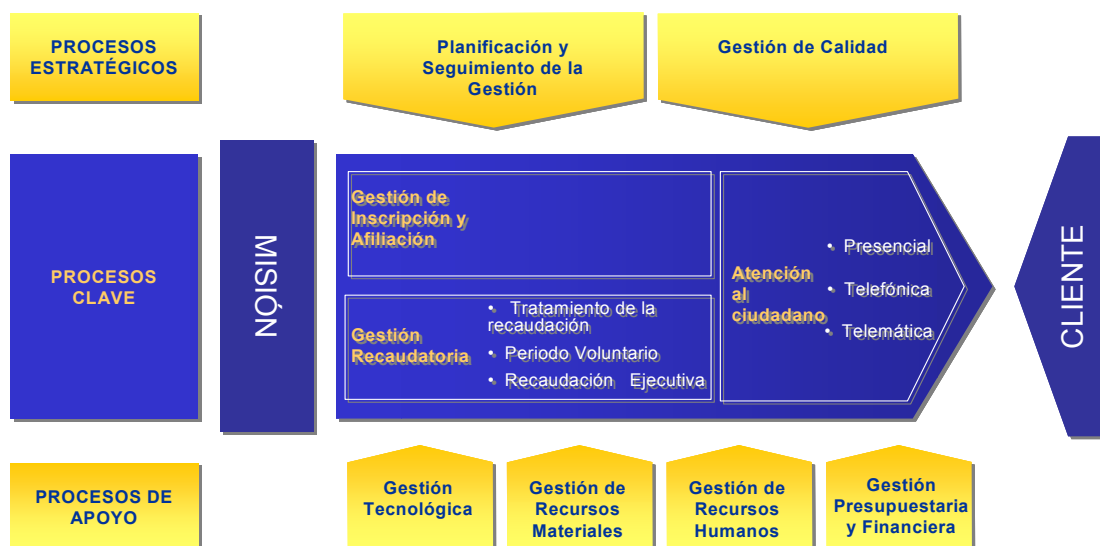 PROCESOS
ESTRATÉGICOS
Planificación y
Seguimiento de la
Gestión
Gestión de Calidad
PROCESOS
CLAVE
MISIÓN
Gestión de
Inscripción y
Afiliación
Gestión
Recaudatoria
• Tratamiento de la
recaudación
• Periodo Voluntario
• Recaudación Ejecutiva
Atención
al
ciudadano
• Presencial
• Telefónica
• Telemática
CLIENTE
PROCESOS DE
APOYO
Gestión
Tecnológica
Gestión de
Recursos
Materiales
Gestión de
Recursos
Humanos
Gestión
Presupuestaria
y Financiera